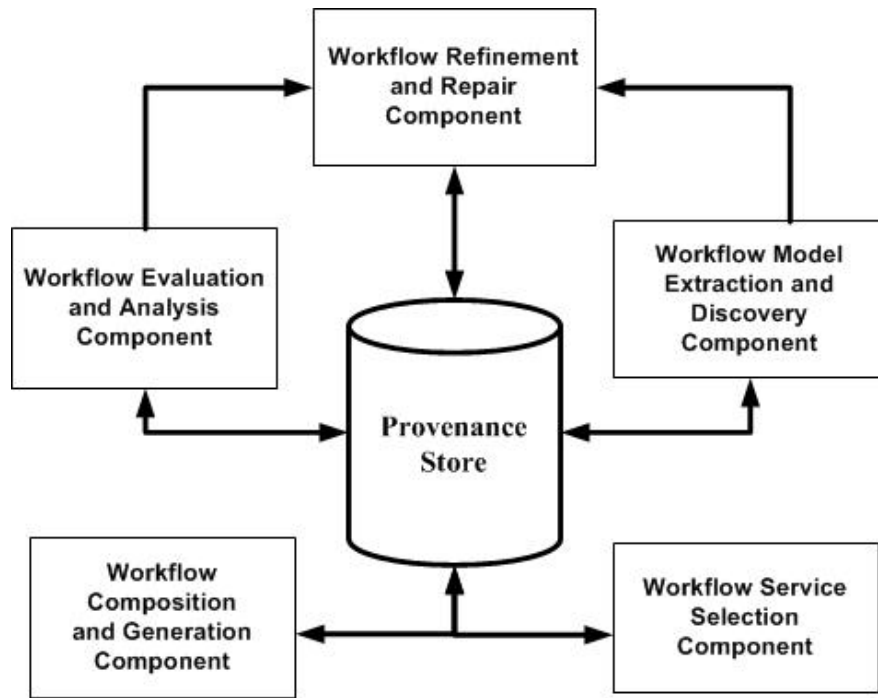 Workflow Refinement
and Repair
Component
Workflow Evaluation
and Analysis
Component
Workflow Model
Extraction and
Discovery
Component
Provenance
Store
Workflow
Composition
and Generation
Component
Workflow Service
Selection
Component